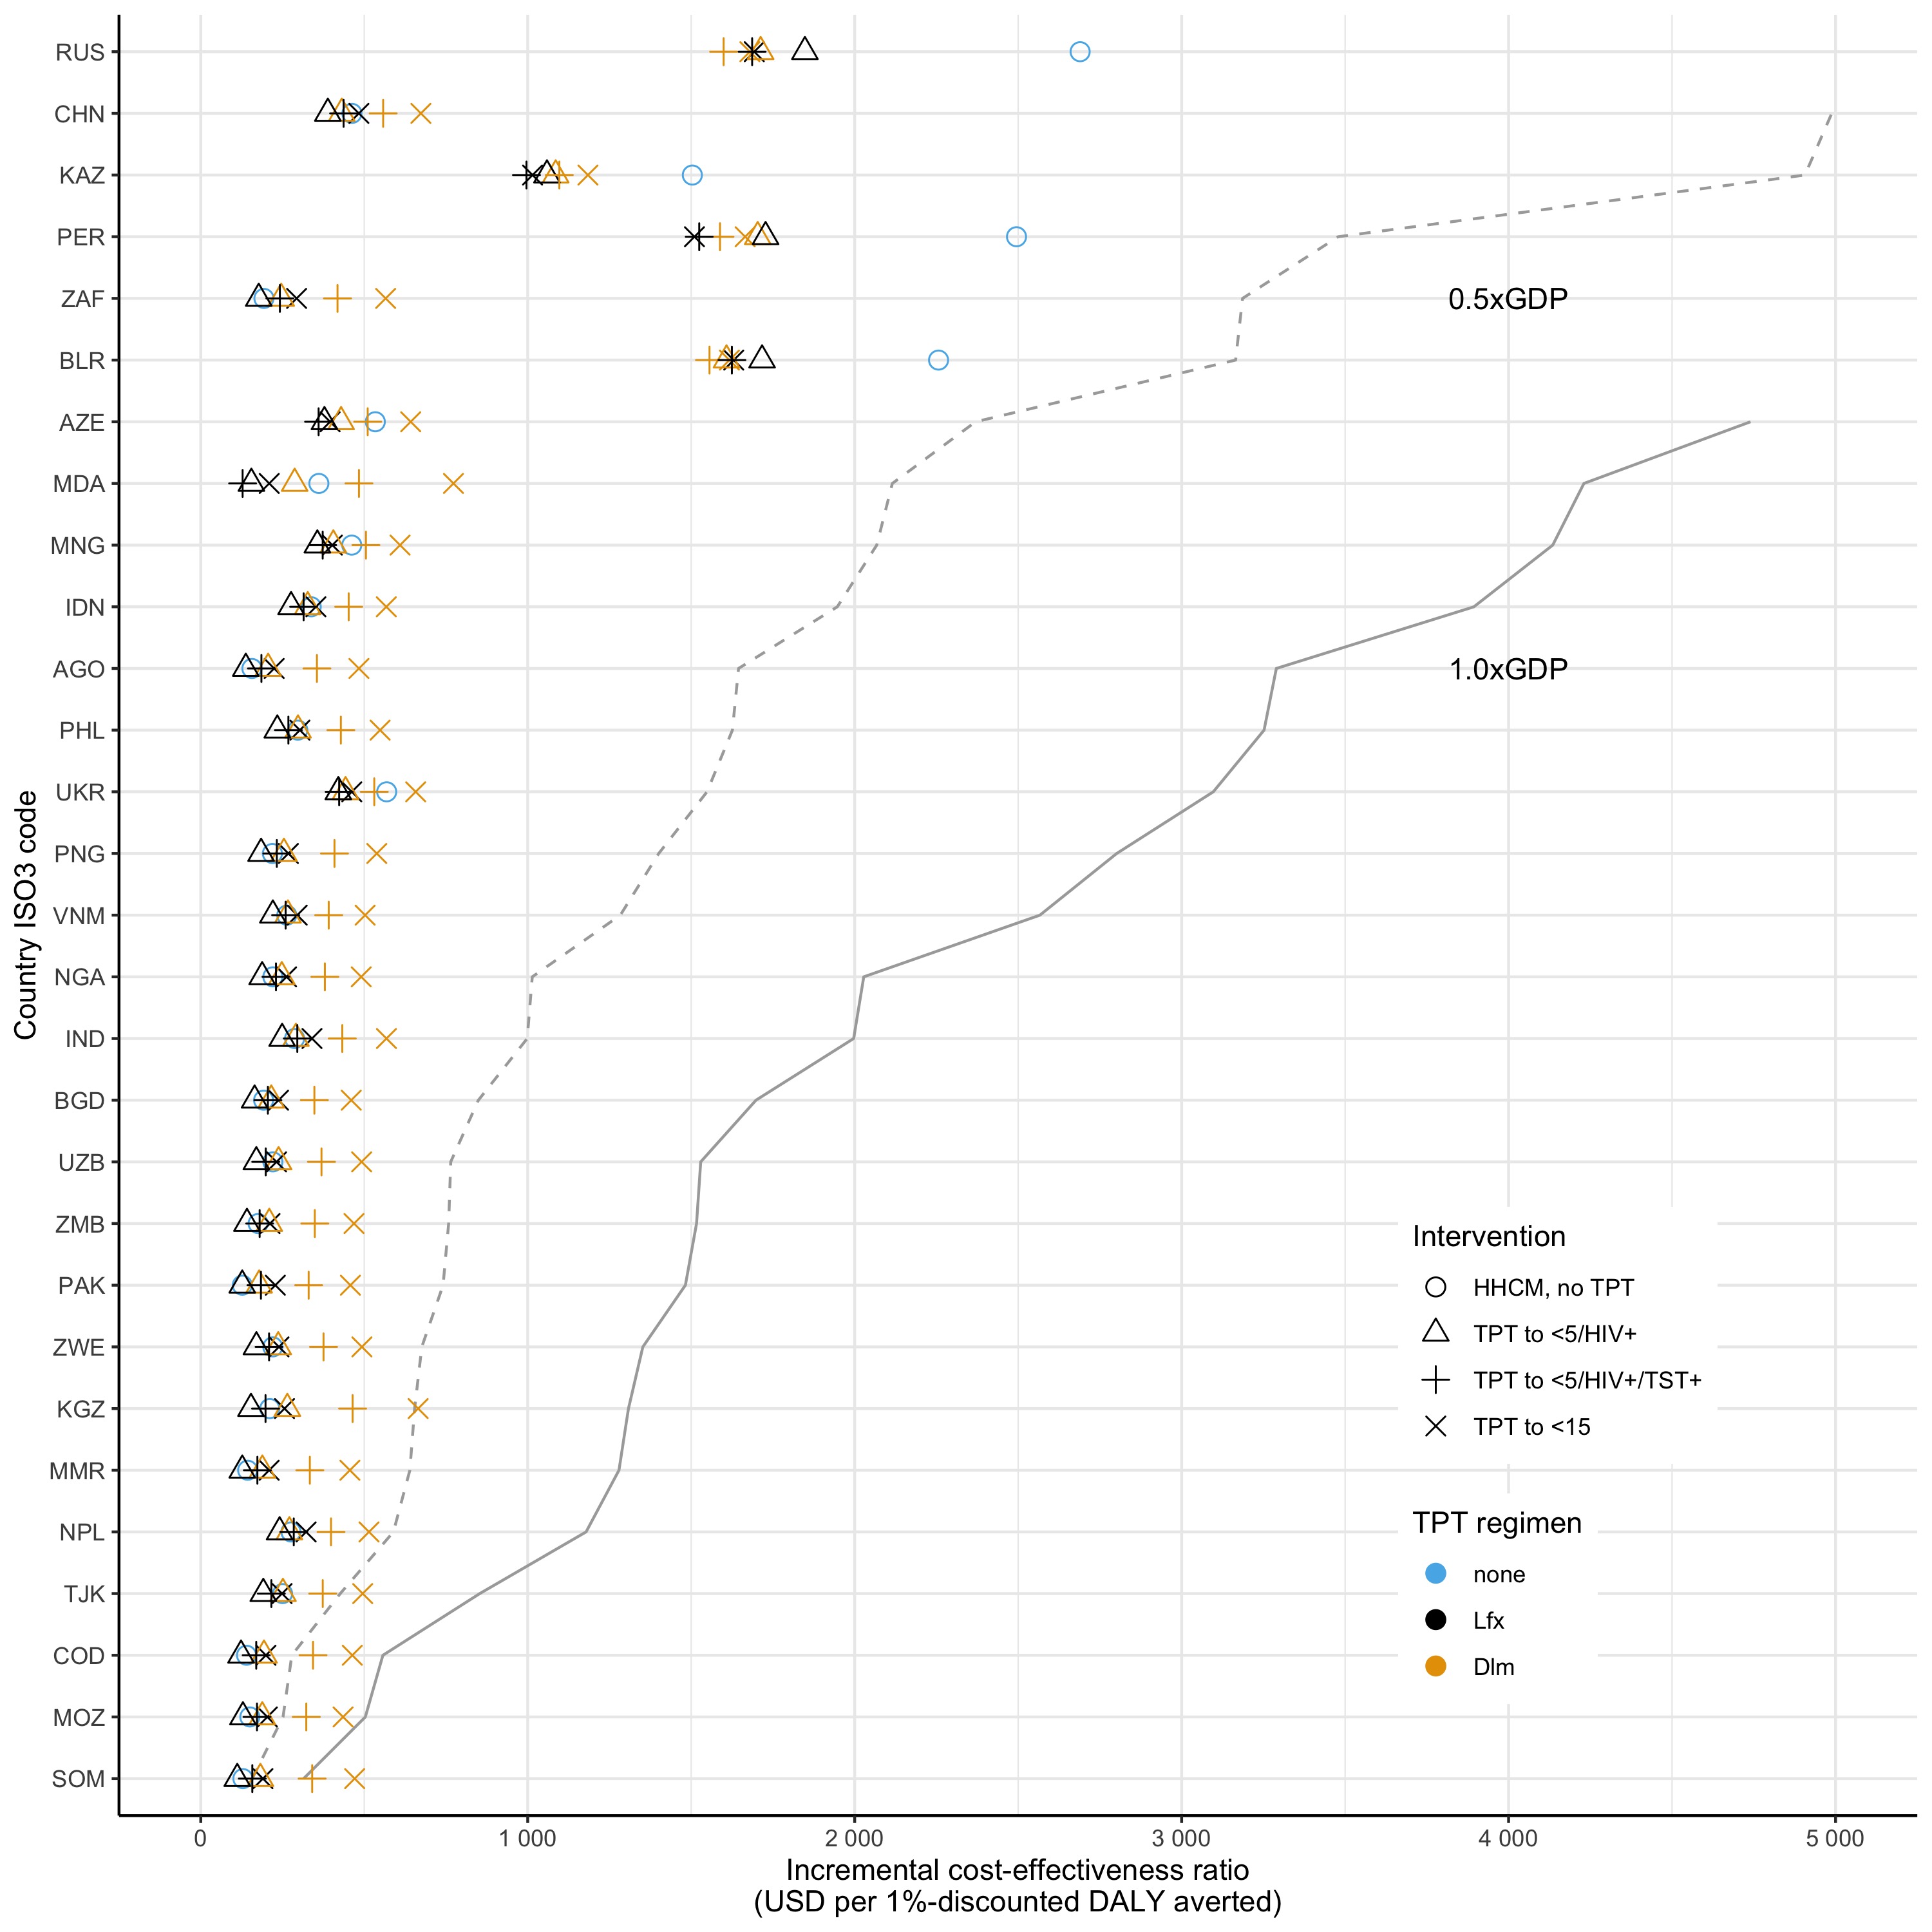 RUS
CHN
KAZ
PER
ZAF
0.5xGDP
BLR
AZE
MDA
MNG
IDN
AGO
1.0xGDP
PHL
UKR
PNG
VNM
NGA
IND
BGD
UZB
ZMB
PAK
ZWE
KGZ
MMR
NPL
TJK
COD
MOZ
SOM
Country ISO3 code
Intervention
HHCM, no TPT
TPT to <5/HIV+
TPT to <5/HIV+/TST+
TPT to <15
TPT regimen
none
Lfx
Dlm
0 1 000 2 000 3 000 4 000 5 000
Incremental cost-effectiveness ratio
(USD per 1%-discounted DALY averted)